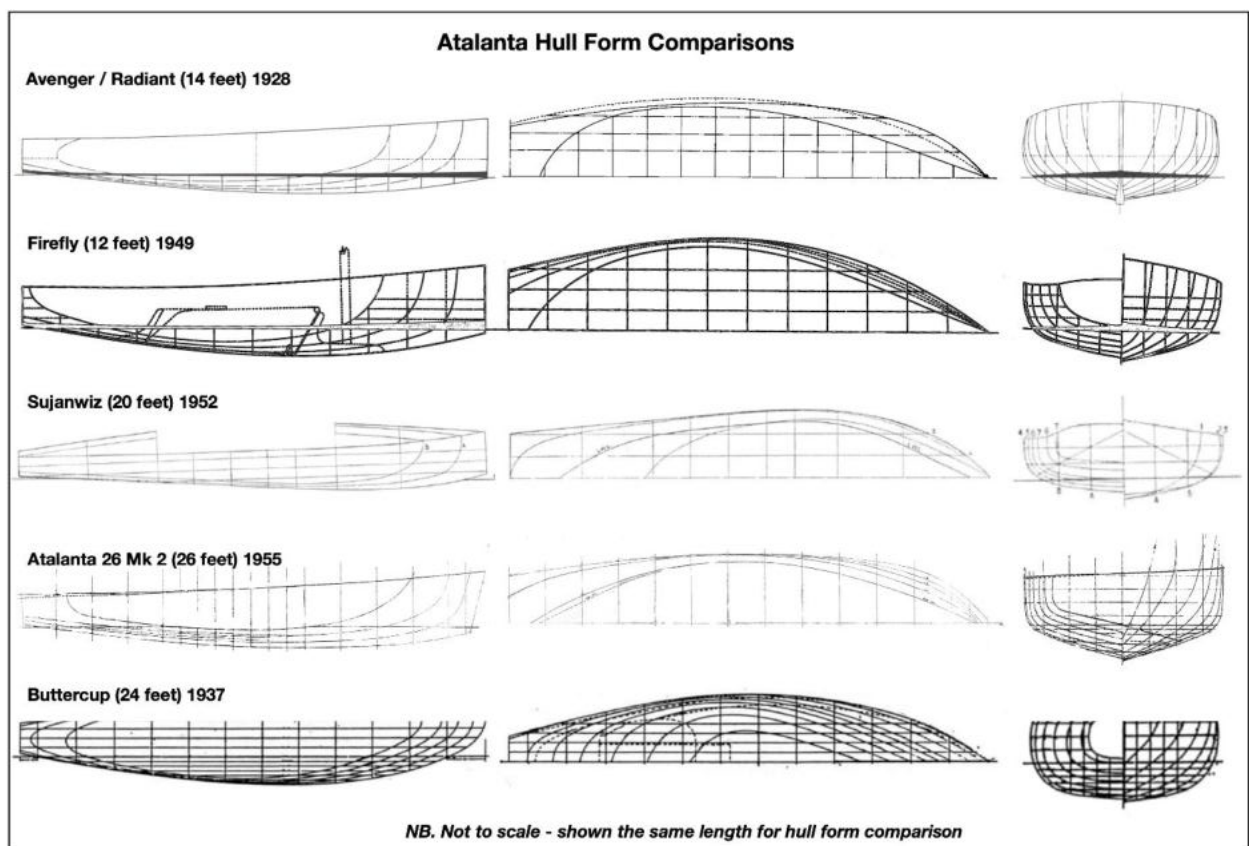 Atalanta Hull Form Comparisons
Avenger / Radiant (14 feet) 1928
Firefly (12 feet) 1949
Sujanwiz (20 feet) 1952
Atalanta 26 Mk 2 (26 feet) 1955
Buttercup (24 feet) 1937
NB. Not to scale - shown the same length for hull form comparison